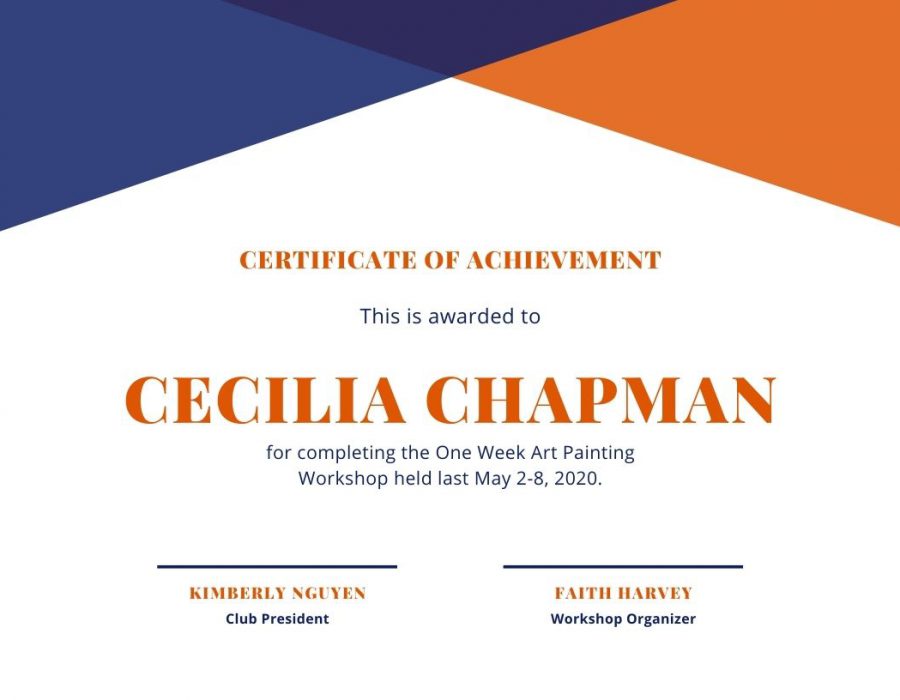 CERTIFICATE OF ACHIEVEMENT
This is awarded to
CECILIA CHAPMAN
for completing the One Week Art Painting
Workshop held last May 2-8, 2020.
KIMBERLY NGUYEN
Club President
FAITH HARVEY
Workshop Organizer